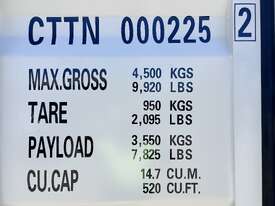 CTTN 000225 2
MAX.GROSS 4,500 KGS
9,920 LBS
TARE 950 KGS
2,095 LBS
PAYLOAD 3,550 KGS
7,825 LBS
CU.CAP 14.7 CU.M.
520 CU.FT.